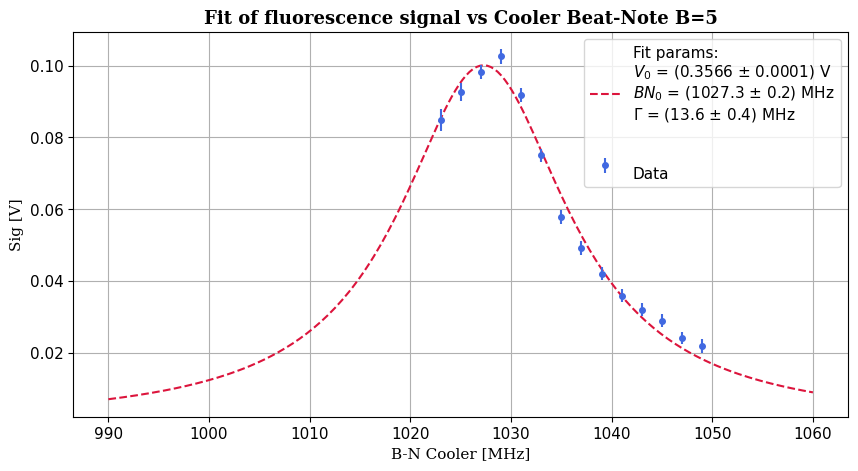 Fit of fluorescence signal vs Cooler Beat-Note B=5
Fit params:
V₀ = (0.3566 ± 0.0001) V
BN₀ = (1027.3 ± 0.2) MHz
Γ = (13.6 ± 0.4) MHz
Data
Sig [V]
0.10
0.08
0.06
0.04
0.02
990 1000 1010 1020 1030 1040 1050 1060
B-N Cooler [MHz]